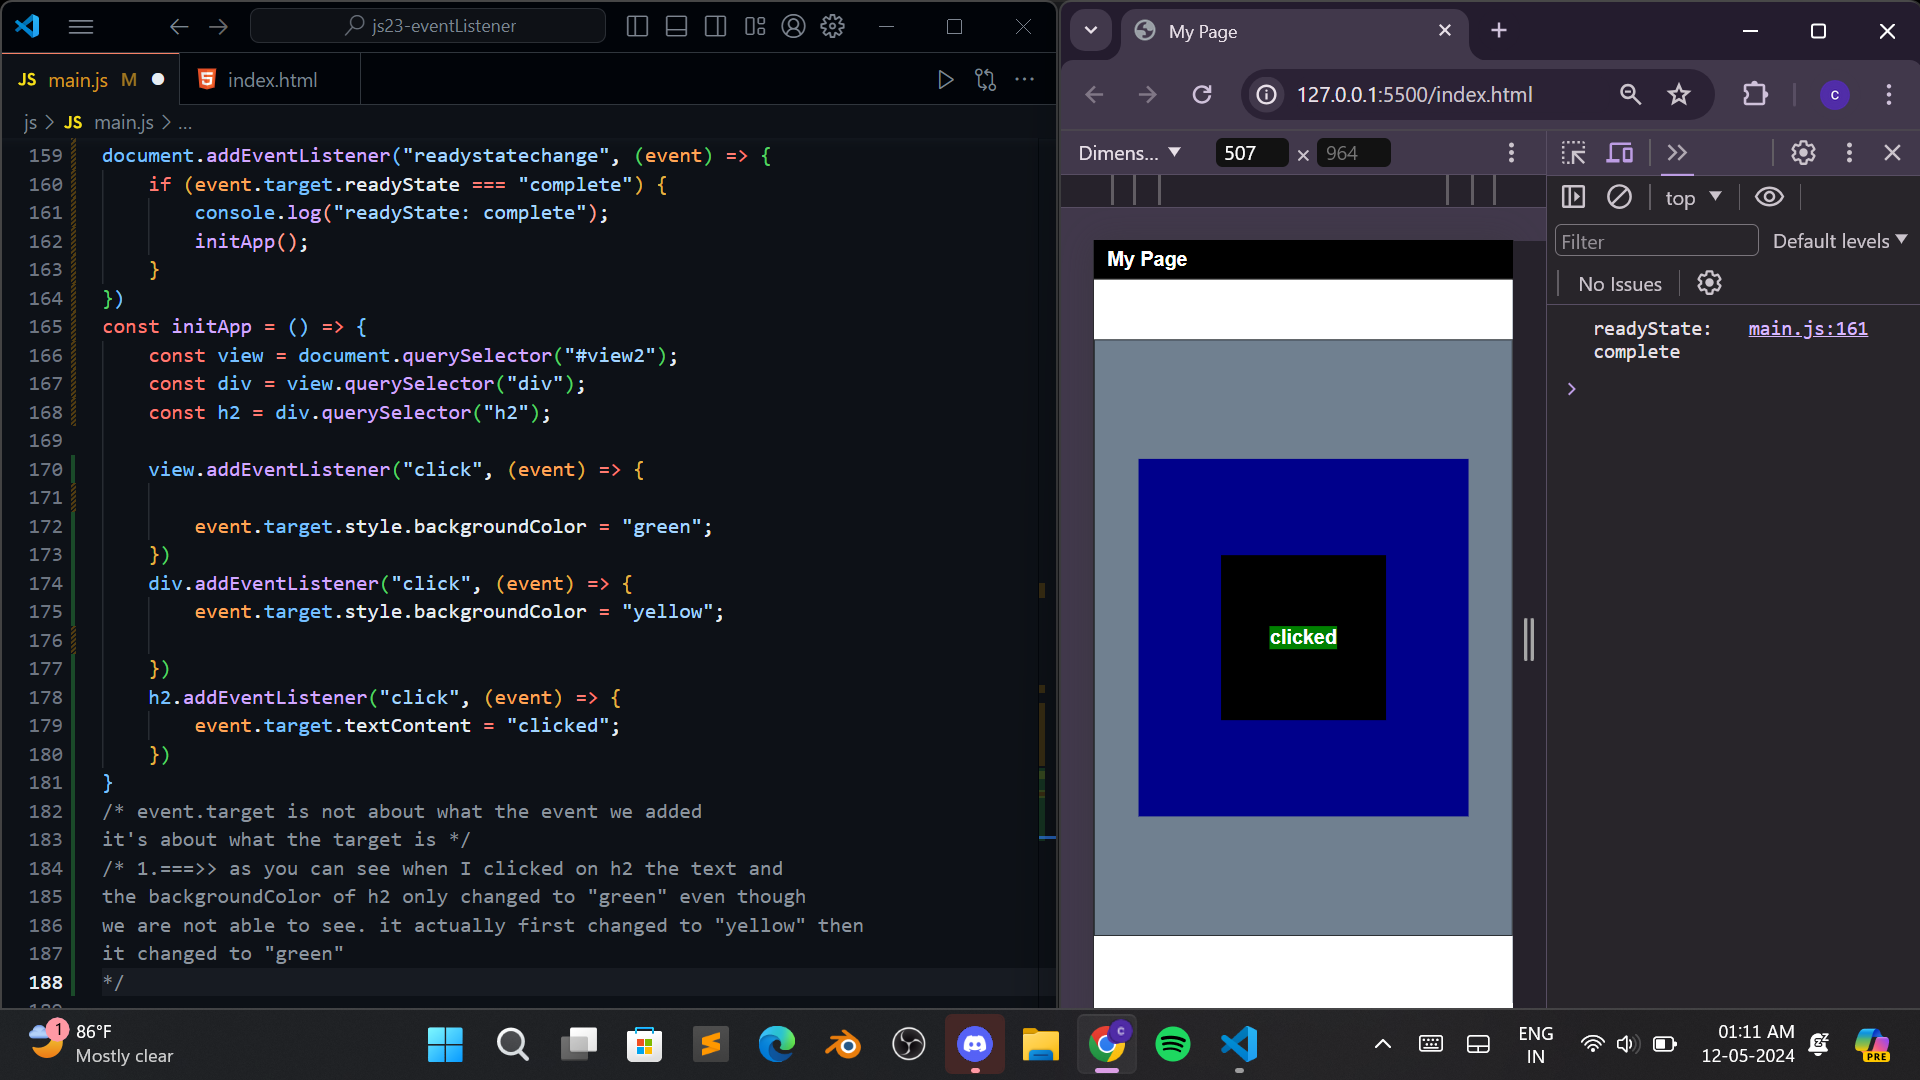 js23-eventListener
JS main.js M
index.html
js > JS main.js > ...
159 document.addEventListener("readystatechange", (event) => {
160 if (event.target.readyState === "complete") {
161 console.log("readyState: complete");
162 initApp();
163 }
164 })
165 const initApp = () => {
166 const view = document.querySelector("#view2");
167 const div = view.querySelector("div");
168 const h2 = div.querySelector("h2");
169
170 view.addEventListener("click", (event) => {
171
172 event.target.style.backgroundColor = "green";
173 })
174 div.addEventListener("click", (event) => {
175 event.target.style.backgroundColor = "yellow";
176
177 })
178 h2.addEventListener("click", (event) => {
179 event.target.textContent = "clicked";
180 })
181 }
182 /* event.target is not about what the event we added
183 it's about what the target is */
184 /* 1.===>> as you can see when I clicked on h2 the text and
185 the backgroundColor of h2 only changed to "green" even though
186 we are not able to see. it actually first changed to "yellow" then
187 it changed to "green"
188 */
My Page
127.0.0.1:5500/index.html
C
Dimens... 507 × 964
top
Filter
Default levels
No Issues
readyState: main.js:161
complete
My Page
clicked
1
86°F
Mostly clear
C
ENG
IN
01:11 AM
12-05-2024
PRE